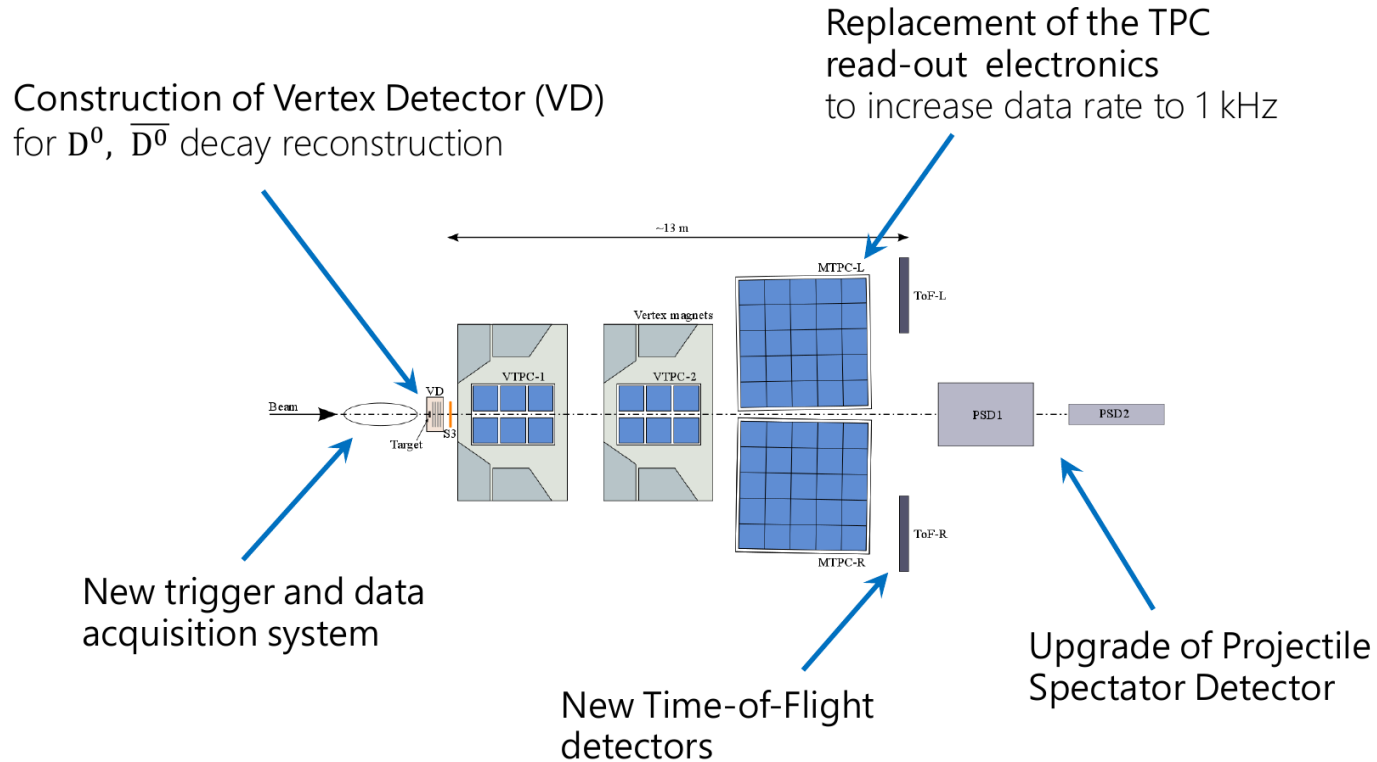 Replacement of the TPC
read-out electronics
to increase data rate to 1 kHz
Construction of Vertex Detector (VD)
for D⁰, D̅⁰ decay reconstruction
~13 m
MTPC-L
ToF-L
Vertex magnets
VTPC-1
VTPC-2
VD
Beam
PSD1
PSD2
S3
Target
ToF-R
MTPC-R
New trigger and data
acquisition system
Upgrade of Projectile
Spectator Detector
New Time-of-Flight
detectors